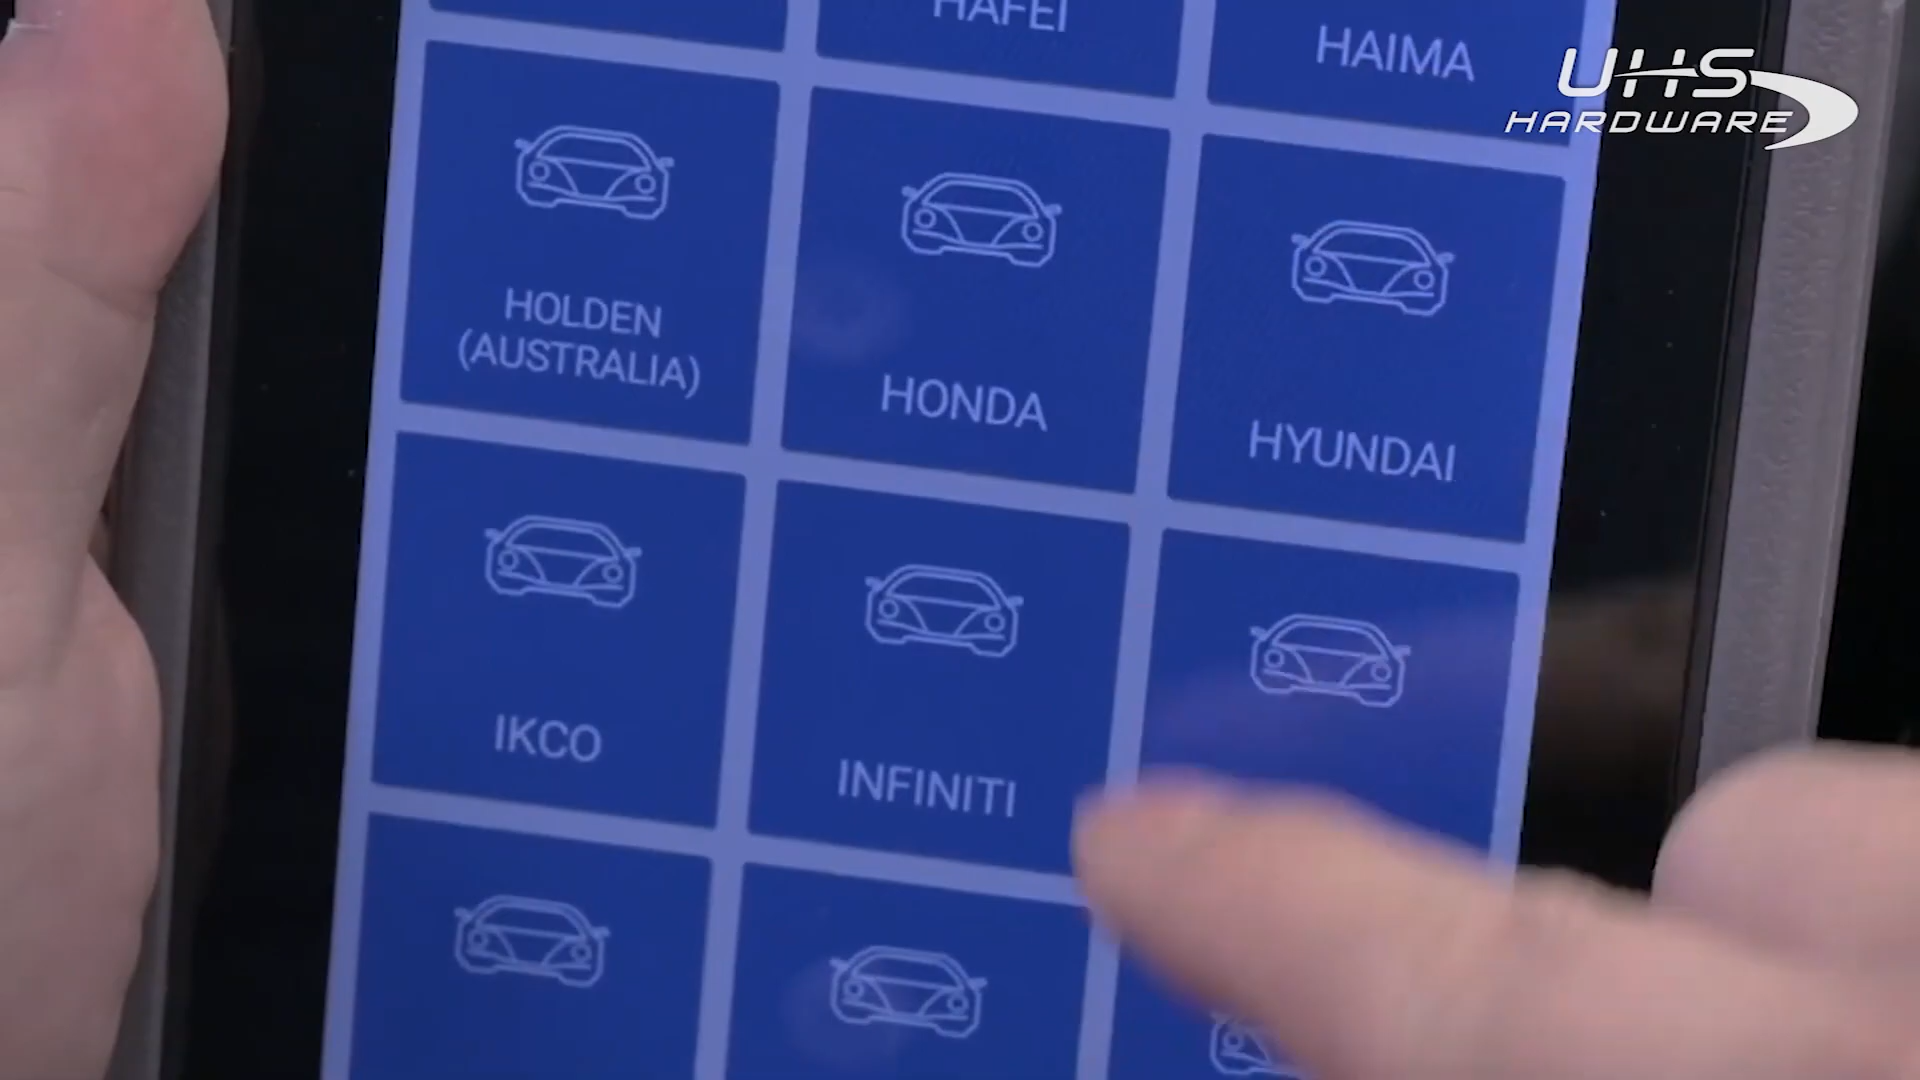 HAFEI
HAIMA
UHS
HARDWARE
HOLDEN
(AUSTRALIA)
HONDA
HYUNDAI
IKCO
INFINITI